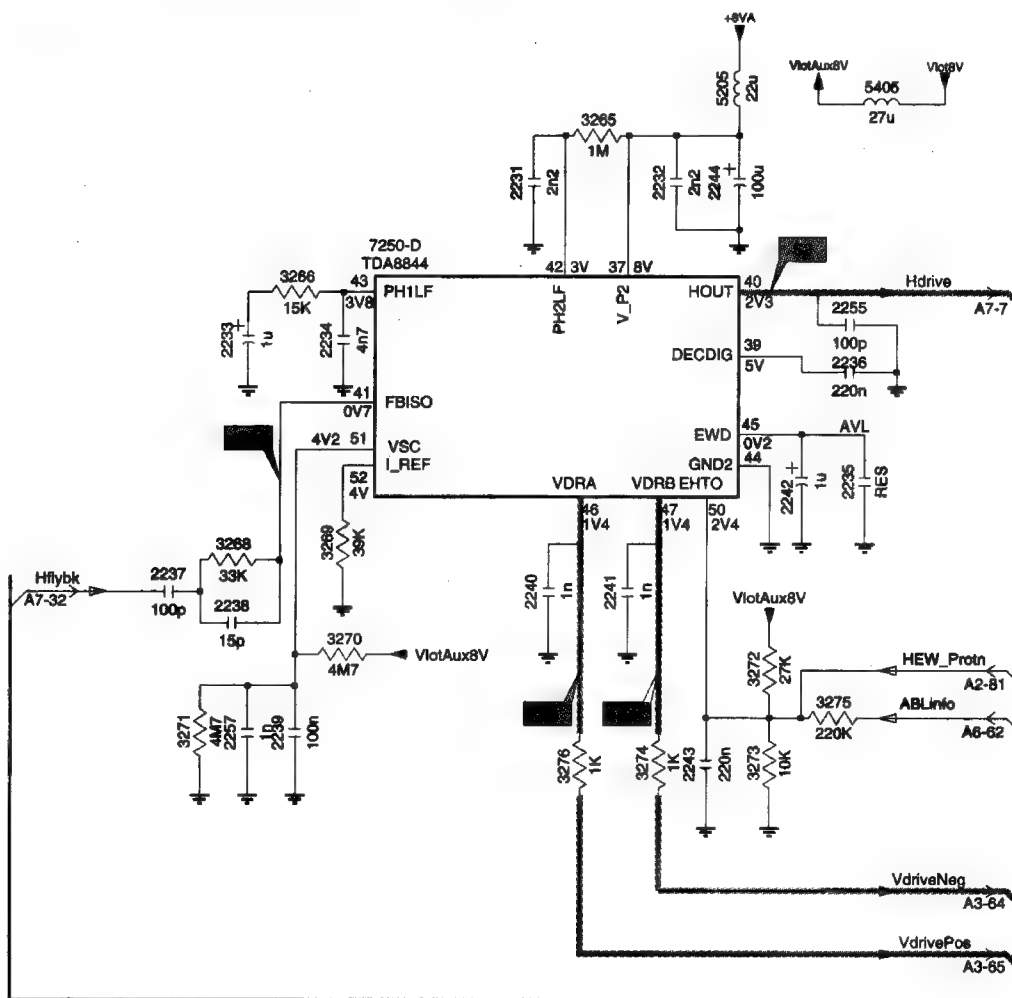 +8VA
VlotAux8V
Vlot8V
5205
22u
5405
27u
3265
1M
2231
2n2
2232
2n2
2244
+
100u
7250-D
TDA8844
42 3V
37 8V
3266
15K
43
3V8
PH1LF
PH2LF
V_P2
HOUT
40
2V3
Hdrive
A7-7
2233
+
1u
2234
4n7
2255
100p
DECDIG
39
5V
2236
220n
41
0V7
FBISO
4V2 51
VSC
I_REF
52
4V
EWD
45
0V2
AVL
GND2
44
VDRA
VDRB
EHTO
46
1V4
47
1V4
50
2V4
2242
+
1u
2235
RES
3269
39K
3268
33K
Hflybk
A7-32
2237
100p
2238
15p
2240
1n
2241
1n
3270
4M7
VlotAux8V
VlotAux8V
3272
27K
HEW_Protn
A2-81
3275
220K
ABLinfo
A6-62
3271
4M7
2257
1n
2239
100n
3276
1K
3274
1K
2243
220n
3273
10K
VdriveNeg
A3-64
VdrivePos
A3-65